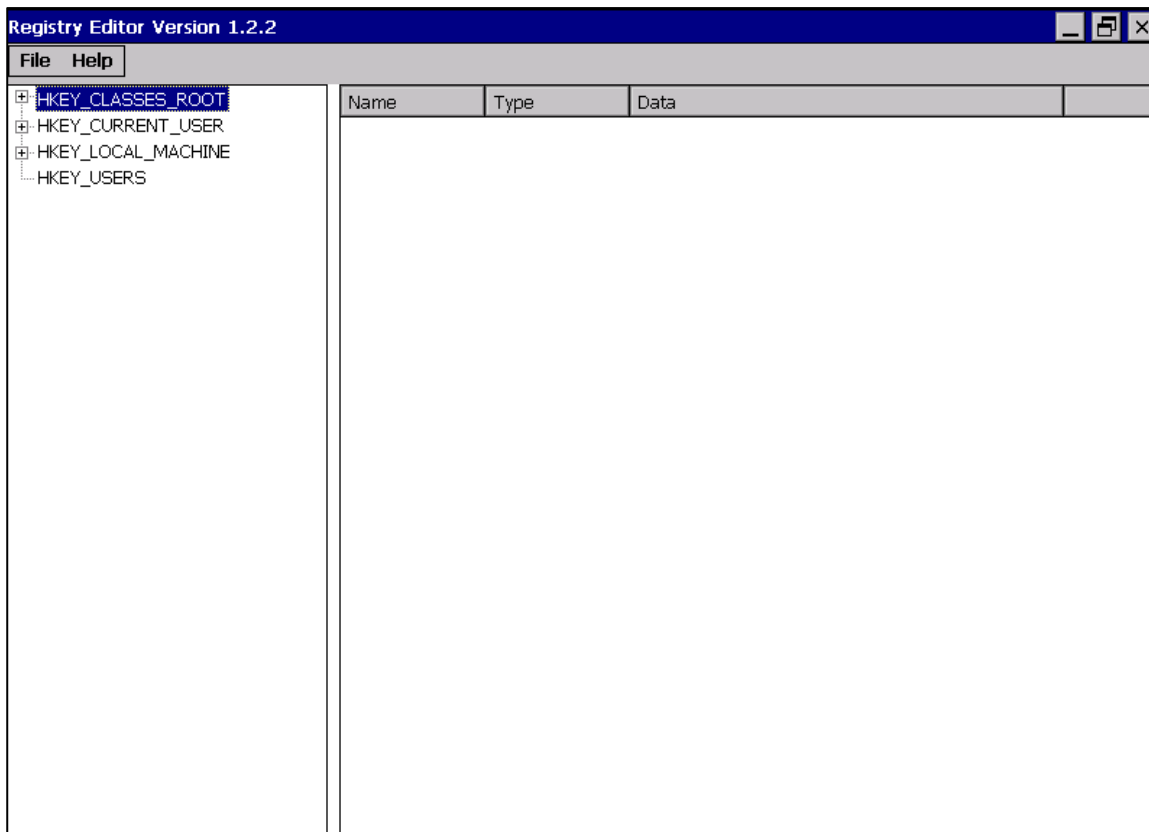 Registry Editor Version 1.2.2
File Help
HKEY_CLASSES_ROOT
HKEY_CURRENT_USER
HKEY_LOCAL_MACHINE
HKEY_USERS
Name Type Data